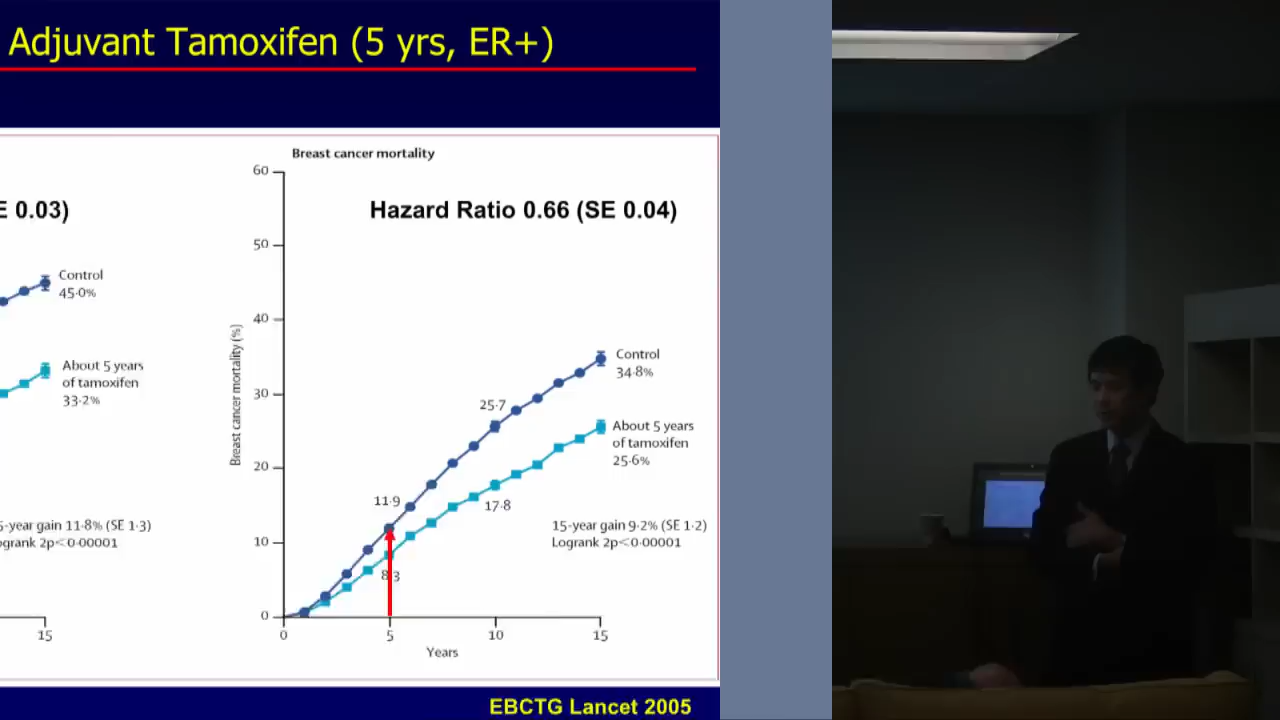 Adjuvant Tamoxifen (5 yrs, ER+)
E 0.03)
Control
45·0%
About 5 years
of tamoxifen
33·2%
5-year gain 11·8% (SE 1·3)
ogrank 2p<0·00001
15
Breast cancer mortality
Hazard Ratio 0.66 (SE 0.04)
60
50
40
30
20
10
0
Breast cancer mortality (%)
Control
34·8%
25·7
About 5 years
of tamoxifen
25·6%
11·9
17·8
8·3
15-year gain 9·2% (SE 1·2)
Logrank 2p<0·00001
0 5 10 15
Years
EBCTG Lancet 2005